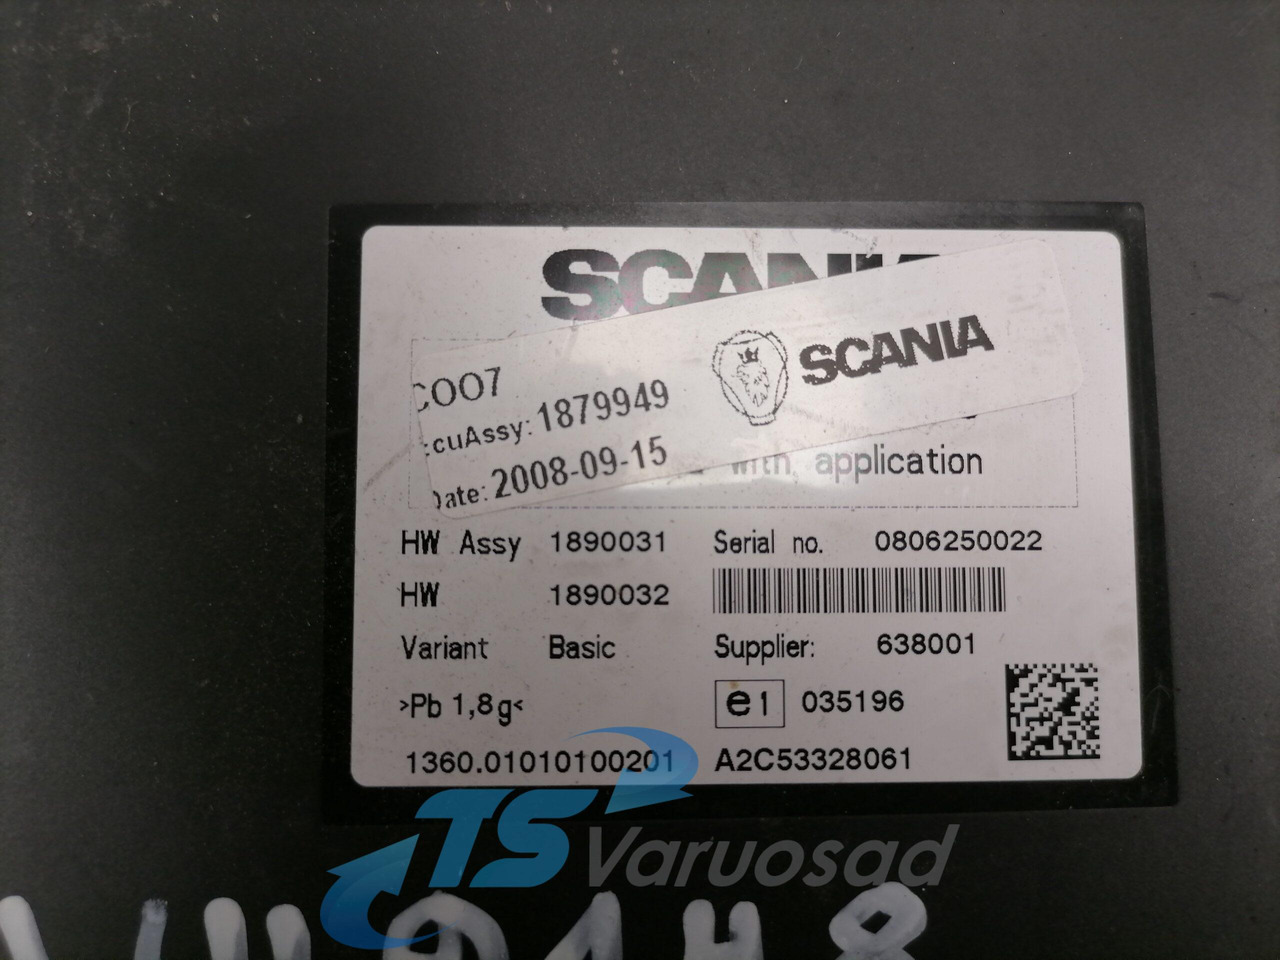 SCANIA
COO7
EcuAssy: 1879949
Date: 2008-09-15
SCANIA
with application
HW Assy 1890031 Serial no. 0806250022
HW 1890032
Variant Basic Supplier: 638001
>Pb 1,8g< e1 035196
1360.01010100201 A2C53328061
TS Varuosad